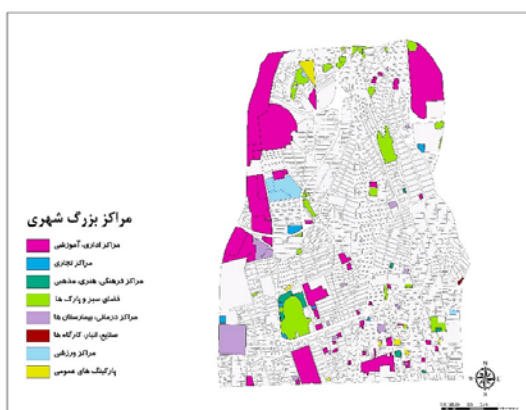 مراکز بزرگ شهری
مراکز اداری، آموزشی
مراکز تجاری
مراکز فرهنگی، هنری، مذهبی
فضای سبز و پارک ها
مراکز درمانی، بیمارستان ها
صنایع، انبار، کارگاه ها
مراکز ورزشی
پارکینگ های عمومی
N
W
E
S